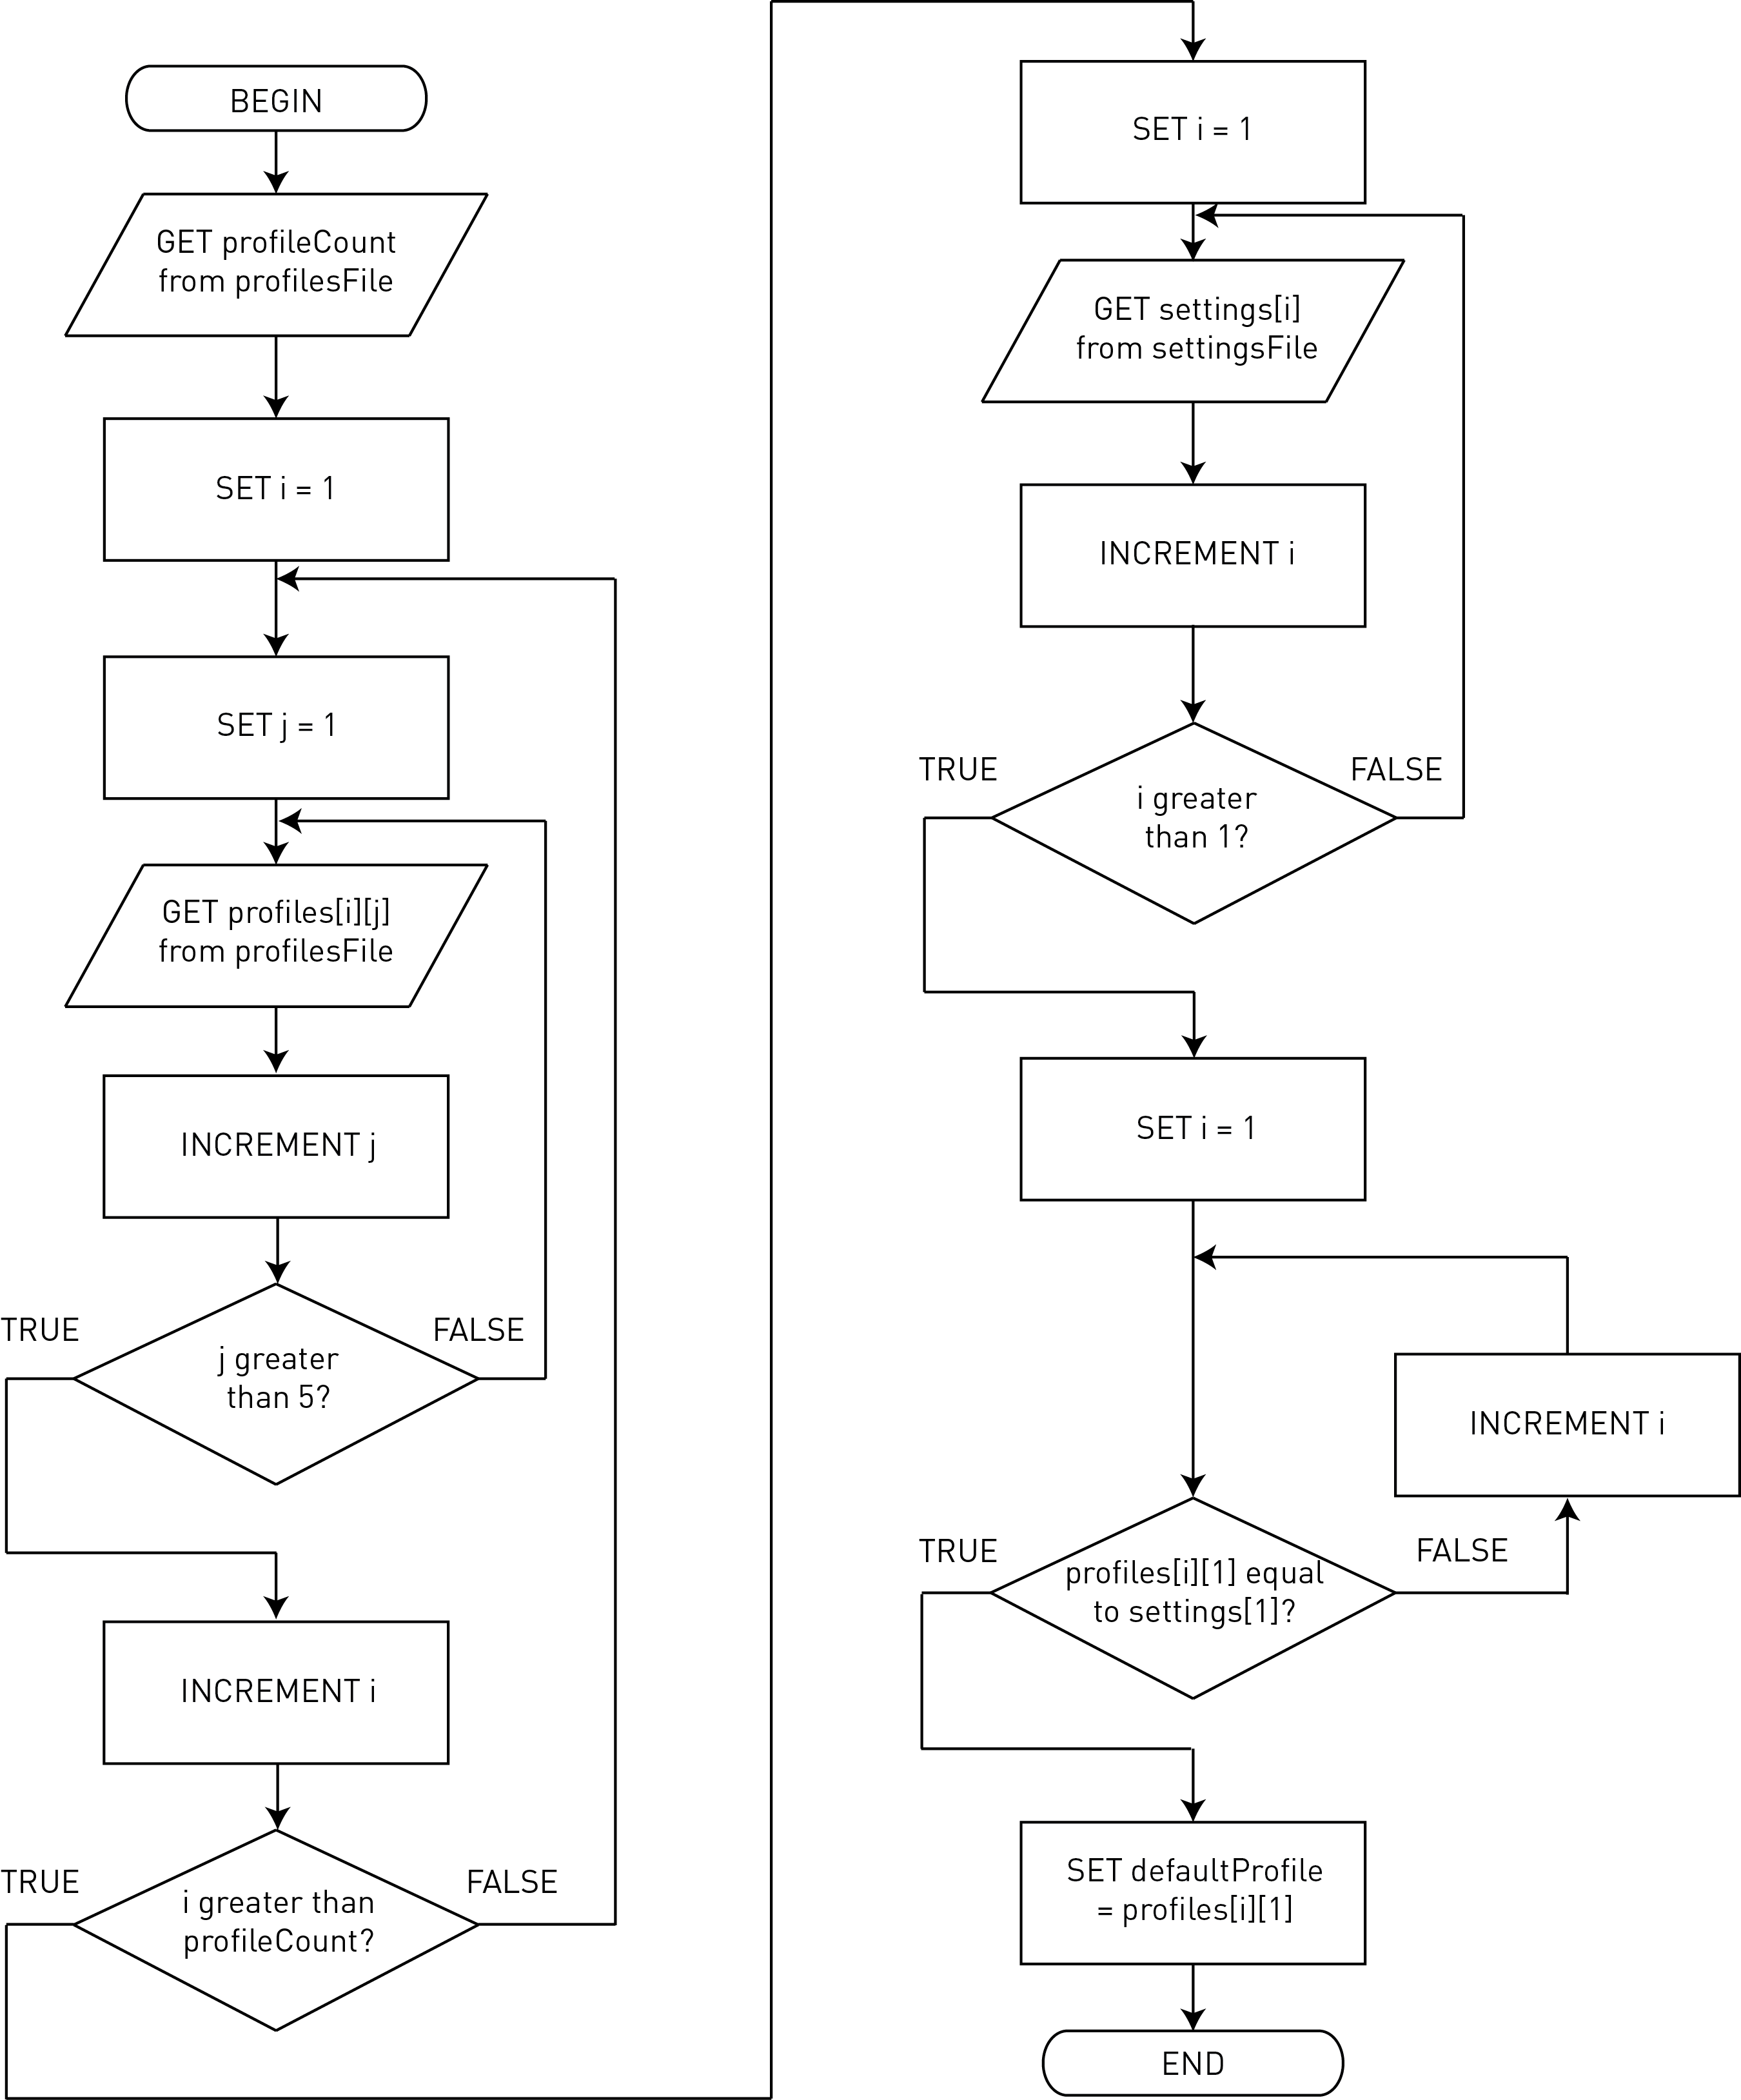 BEGIN
GET profileCount
from profilesFile
SET i = 1
SET j = 1
GET profiles[i][j]
from profilesFile
INCREMENT j
TRUE
FALSE
j greater
than 5?
INCREMENT i
TRUE
FALSE
i greater than
profileCount?
SET i = 1
GET settings[i]
from settingsFile
INCREMENT i
TRUE
FALSE
i greater
than 1?
SET i = 1
INCREMENT i
TRUE
FALSE
profiles[i][1] equal
to settings[1]?
SET defaultProfile
= profiles[i][1]
END